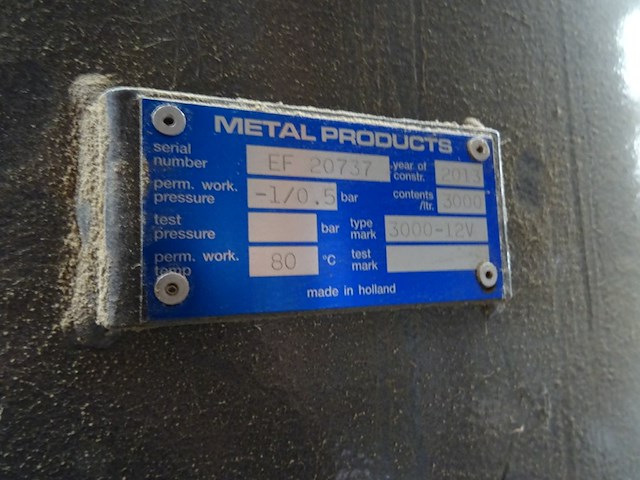 METAL PRODUCTS
serial number EF 20737 year of constr. 2013
perm. work. pressure -1/0.5 bar contents /ltr. 3000
test pressure bar type mark 3000-12V
perm. work. temp 80 °C test mark
made in holland